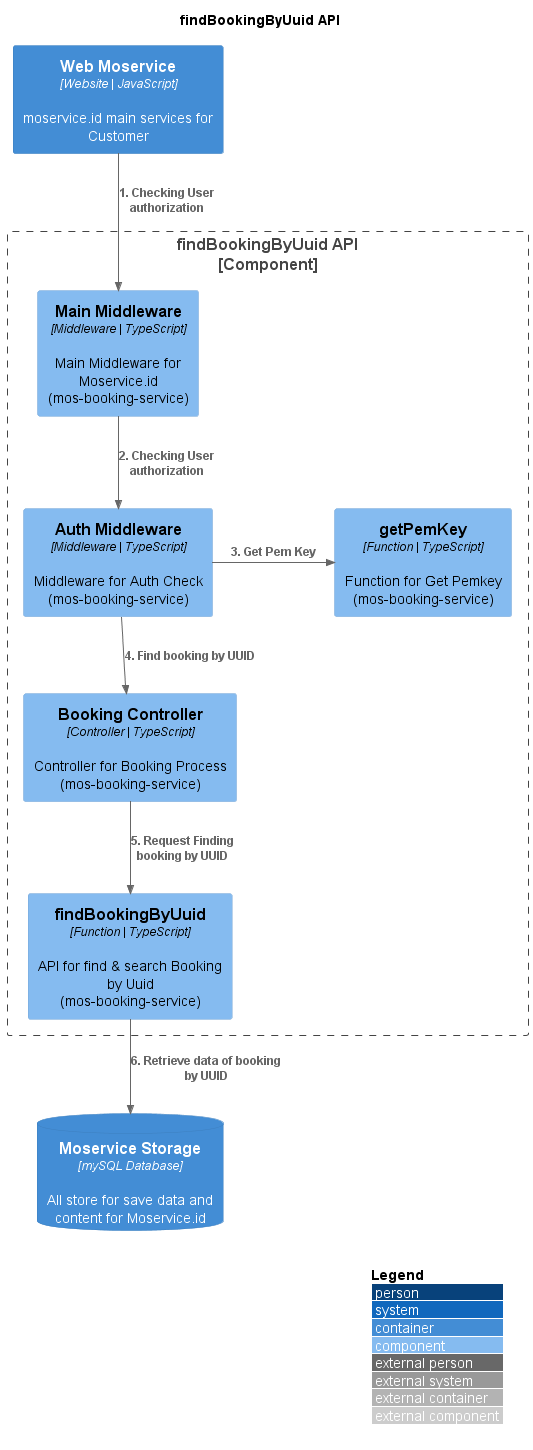 findBookingByUuid API
Web Moservice
[Website | JavaScript]
moservice.id main services for
Customer
1. Checking User
authorization
findBookingByUuid API
[Component]
Main Middleware
[Middleware | TypeScript]
Main Middleware for
Moservice.id
(mos-booking-service)
2. Checking User
authorization
Auth Middleware
[Middleware | TypeScript]
Middleware for Auth Check
(mos-booking-service)
3. Get Pem Key
getPemKey
[Function | TypeScript]
Function for Get Pemkey
(mos-booking-service)
4. Find booking by UUID
Booking Controller
[Controller | TypeScript]
Controller for Booking Process
(mos-booking-service)
5. Request Finding
booking by UUID
findBookingByUuid
[Function | TypeScript]
API for find & search Booking
by Uuid
(mos-booking-service)
6. Retrieve data of booking
by UUID
Moservice Storage
[mySQL Database]
All store for save data and
content for Moservice.id
Legend
person
system
container
component
external person
external system
external container
external component